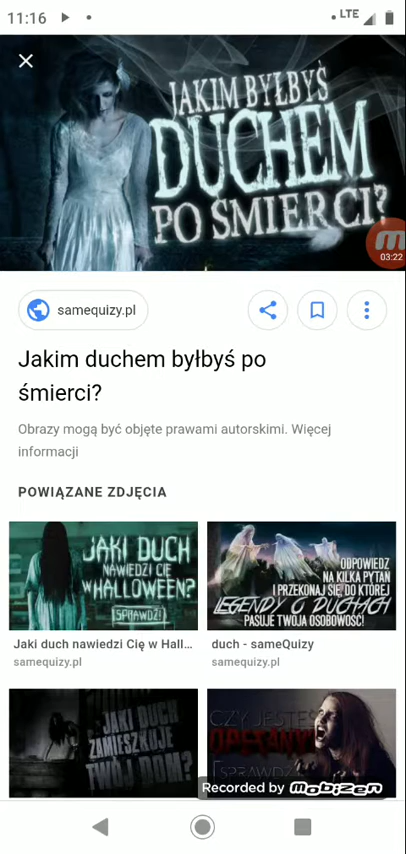 11:16
LTE
JAKIM BYŁBYŚ
DUCHEM
PO ŚMIERCI?
03:22
samequizy.pl
Jakim duchem byłbyś po
śmierci?
Obrazy mogą być objęte prawami autorskimi. Więcej
informacji
POWIĄZANE ZDJĘCIA
JAKI DUCH
NAWIEDZI CIĘ
W HALLOWEEN?
SPRAWDŹ!
ODPOWIEDZ
NA KILKA PYTAŃ
I PRZEKONAJ SIĘ DO KTÓREJ
LEGENDY O DUCHACH
PASUJE TWOJA OSOBOWOŚĆ!
Jaki duch nawiedzi Cię w Hall...
samequizy.pl
duch - sameQuizy
samequizy.pl
JAKI DUCH
ZAMIESZKUJE
TWÓJ DOM?
CZY JESTEŚ
OPĘTANY
SPRAWDŹ
Recorded by mobizen